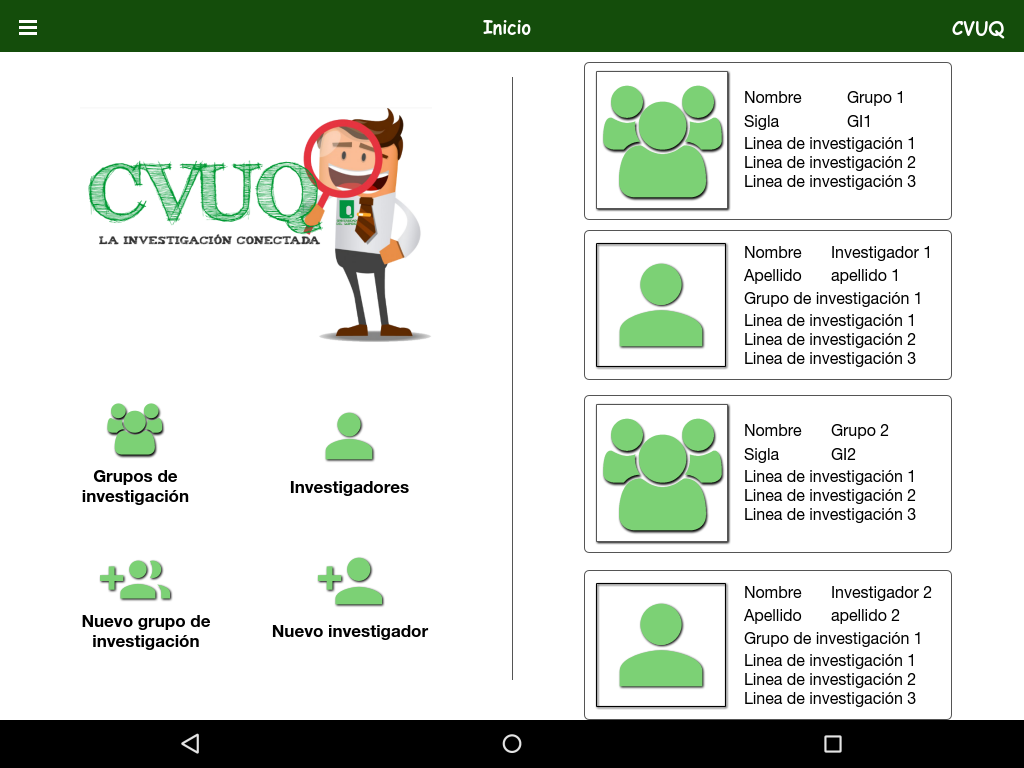 Inicio
CVUQ
CVUQ
LA INVESTIGACIÓN CONECTADA
Grupos de
investigación
Investigadores
Nuevo grupo de
investigación
Nuevo investigador
Nombre Grupo 1
Sigla GI1
Linea de investigación 1
Linea de investigación 2
Linea de investigación 3
Nombre Investigador 1
Apellido apellido 1
Grupo de investigación 1
Linea de investigación 1
Linea de investigación 2
Linea de investigación 3
Nombre Grupo 2
Sigla GI2
Linea de investigación 1
Linea de investigación 2
Linea de investigación 3
Nombre Investigador 2
Apellido apellido 2
Grupo de investigación 1
Linea de investigación 1
Linea de investigación 2
Linea de investigación 3